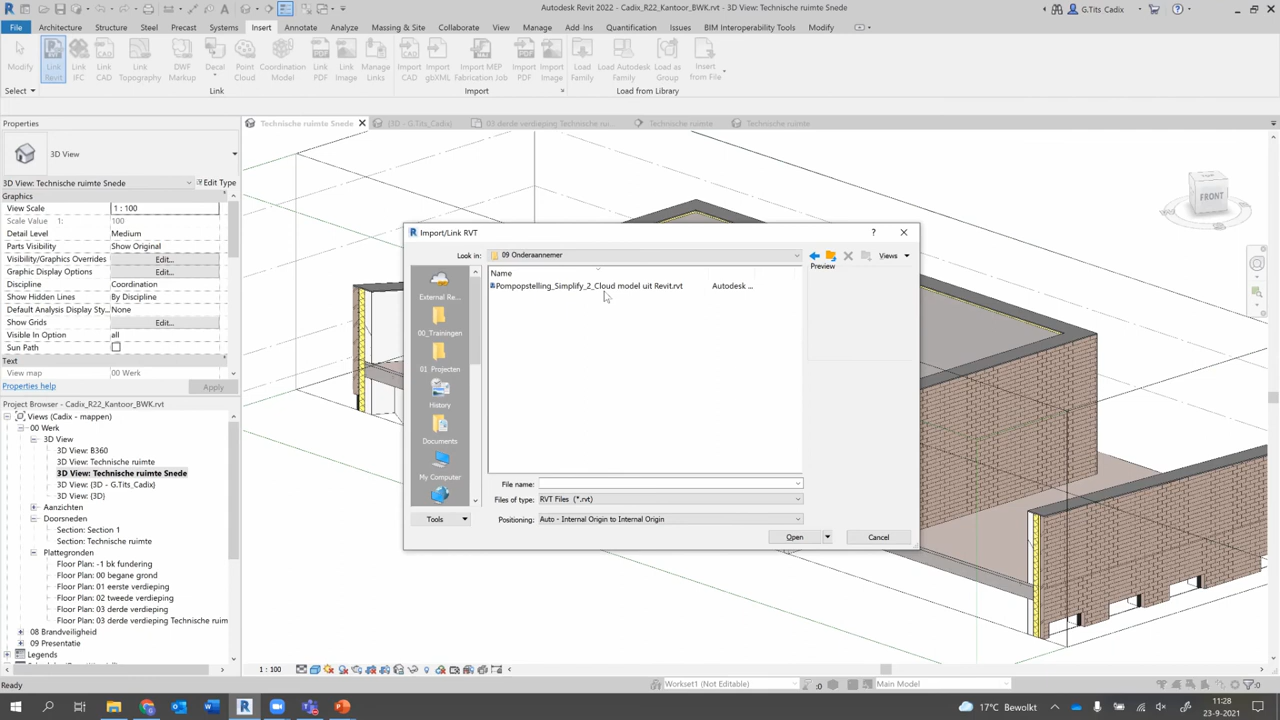 Autodesk Revit 2022 - Cadix_R22_Kantoor_BWK.rvt - 3D View: Technische ruimte Snede
G.Tits_Cadix
File Architecture Structure Steel Precast Systems Insert Annotate Analyze Massing & Site Collaborate View Manage Add-Ins Quantification Issues BIM Interoperability Tools Modify
Modify
Link Revit
Link IFC
Link CAD
Link Topography
DWF Markup
Decal
Point Cloud
Coordination Model
Link PDF
Link Image
Manage Links
Import CAD
Import gbXML
Import MEP Fabrication Job
Import PDF
Import Image
Load Family
Load Autodesk Family
Load as Group
Insert from File
Select
Link
Import
Load from Library
Technische ruimte Snede
{3D - G.Tits_Cadix}
03 derde verdieping Technische rui...
Technische ruimte
Technische ruimte
Properties
3D View
3D View: Technische ruimte Snede
Edit Type
Graphics
View Scale 1 : 100
Scale Value 1: 100
Detail Level Medium
Parts Visibility Show Original
Visibility/Graphics Overrides Edit...
Graphic Display Options Edit...
Discipline Coordination
Show Hidden Lines By Discipline
Default Analysis Display Sty... None
Show Grids Edit...
Visible In Option all
Sun Path
Text
View map 00 Werk
Properties help
Apply
Project Browser - Cadix_R22_Kantoor_BWK.rvt
Views (Cadix - mappen)
00 Werk
3D View
3D View: B360
3D View: Technische ruimte
3D View: Technische ruimte Snede
3D View: {3D - G.Tits_Cadix}
3D View: {3D}
Aanzichten
Doorsneden
Section: Section 1
Section: Technische ruimte
Plattegronden
Floor Plan: -1 bk fundering
Floor Plan: 00 begane grond
Floor Plan: 01 eerste verdieping
Floor Plan: 02 tweede verdieping
Floor Plan: 03 derde verdieping
Floor Plan: 03 derde verdieping Technische ruim
08 Brandveiligheid
09 Presentatie
Legends
Import/Link RVT
Look in: 09 Onderaannemer
Views
Preview
Name
Pompopstelling_Simplify_2_Cloud model uit Revit.rvt Autodesk ...
External Re...
00_Trainingen
01 Projecten
History
Documents
My Computer
File name:
Files of type: RVT Files (*.rvt)
Positioning: Auto - Internal Origin to Internal Origin
Tools
Open
Cancel
FRONT
1 : 100
Ready
Workset1 (Not Editable)
:0
Main Model
:0
17°C Bewolkt
11:28
23-9-2021